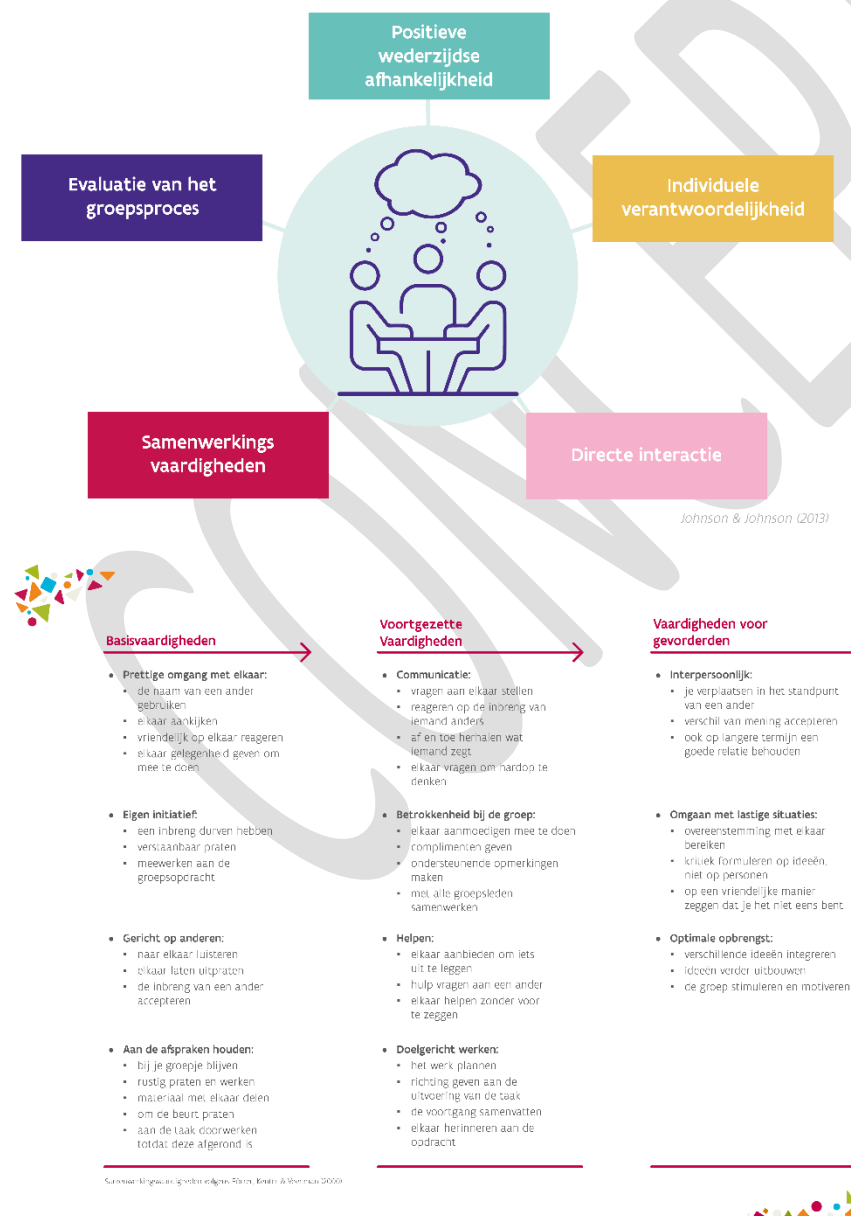 Positieve
wederzijdse
afhankelijkheid
Evaluatie van het
groepsproces
Individuele
verantwoordelijkheid
Samenwerkings
vaardigheden
Directe interactie
Johnson & Johnson (2013)
Basisvaardigheden
• Prettige omgang met elkaar:
▪ de naam van een ander
gebruiken
▪ elkaar aankijken
▪ vriendelijk op elkaar reageren
▪ elkaar gelegenheid geven om
mee te doen
• Eigen initiatief:
▪ een inbreng durven hebben
▪ verstaanbaar praten
▪ meewerken aan de
groepsopdracht
• Gericht op anderen:
▪ naar elkaar luisteren
▪ elkaar laten uitpraten
▪ de inbreng van een ander
accepteren
• Aan de afspraken houden:
▪ bij je groepje blijven
▪ rustig praten en werken
▪ materiaal met elkaar delen
▪ om de beurt praten
▪ aan de taak doorwerken
totdat deze afgerond is
Voortgezette
Vaardigheden
• Communicatie:
▪ vragen aan elkaar stellen
▪ reageren op de inbreng van
iemand anders
▪ af en toe herhalen wat
iemand zegt
▪ elkaar vragen om hardop te
denken
• Betrokkenheid bij de groep:
▪ elkaar aanmoedigen mee te doen
▪ complimenten geven
▪ ondersteunende opmerkingen
maken
▪ met alle groepsleden
samenwerken
• Helpen:
▪ elkaar aanbieden om iets
uit te leggen
▪ hulp vragen aan een ander
▪ elkaar helpen zonder voor
te zeggen
• Doelgericht werken:
▪ het werk plannen
▪ richting geven aan de
uitvoering van de taak
▪ de voortgang samenvatten
▪ elkaar herinneren aan de
opdracht
Vaardigheden voor
gevorderden
• Interpersoonlijk:
▪ je verplaatsen in het standpunt
van een ander
▪ verschil van mening accepteren
▪ ook op langere termijn een
goede relatie behouden
• Omgaan met lastige situaties:
▪ overeenstemming met elkaar
bereiken
▪ kritiek formuleren op ideeën,
niet op personen
▪ op een vriendelijke manier
zeggen dat je het niet eens bent
• Optimale opbrengst:
▪ verschillende ideeën integreren
▪ ideeën verder uitbouwen
▪ de groep stimuleren en motiveren
Samenwerkingsvaardigheden volgens Förrer, Kenter & Veenman (2000)